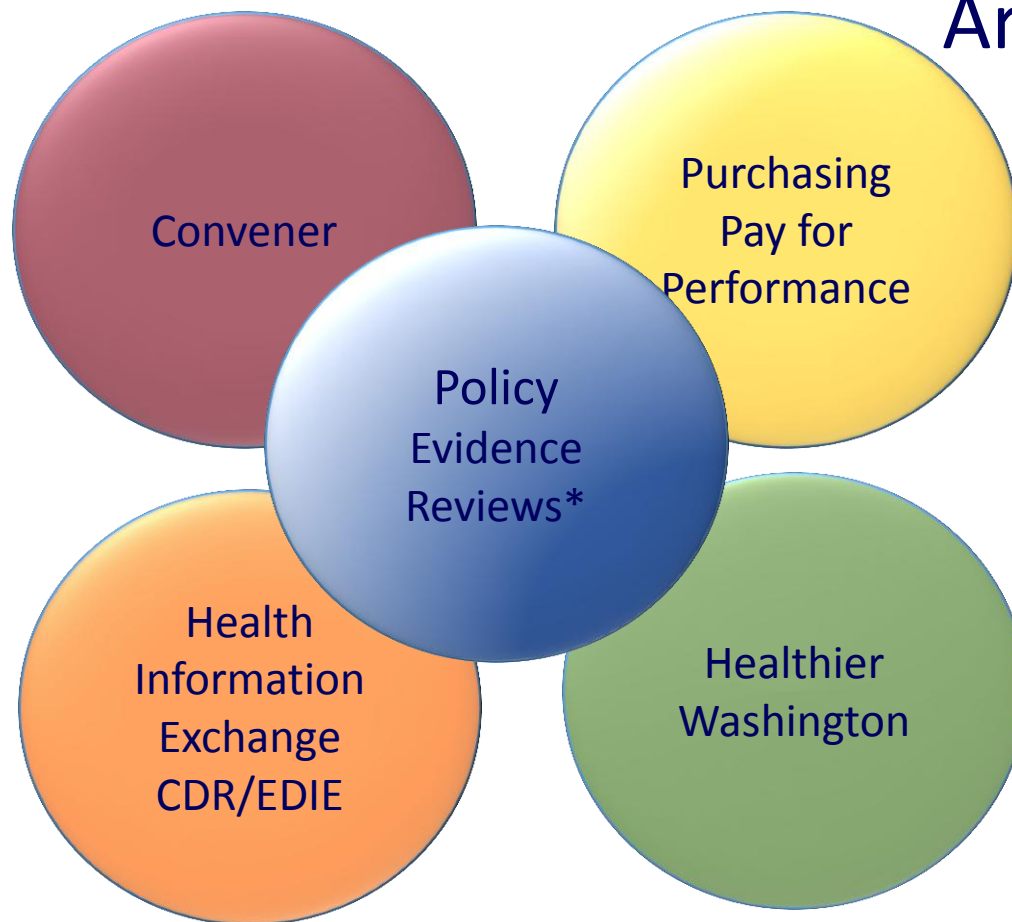 Convener
Purchasing
Pay for
Performance
Policy
Evidence
Reviews*
Health
Information
Exchange
CDR/EDIE
Healthier
Washington